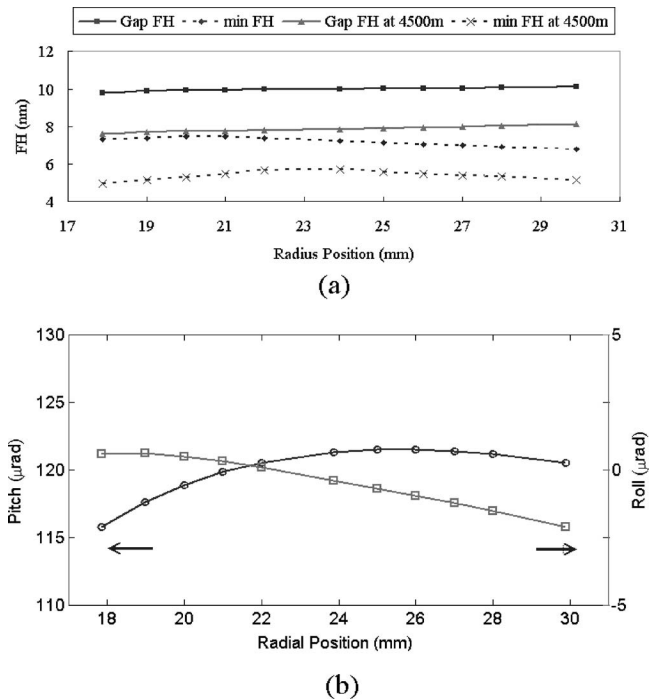 Gap FH min FH Gap FH at 4500m min FH at 4500m
12
10
8
6
4
FH (nm)
17 19 21 23 25 27 29 31
Radius Position (mm)
(a)
130
125
120
115
110
Pitch (μrad)
5
0
-5
Roll (μrad)
18 20 22 24 26 28 30
Radial Position (mm)
(b)